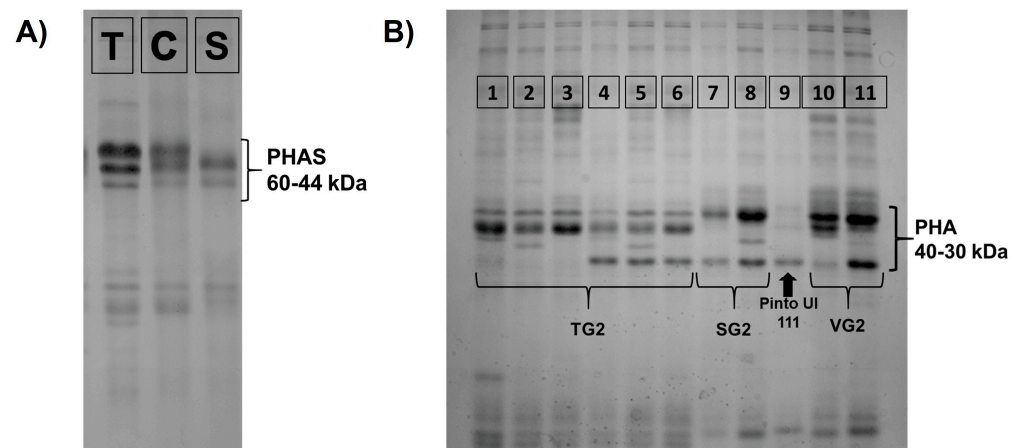 A)
T C S
PHAS
60-44 kDa
B)
1 2 3 4 5 6 7 8 9 10 11
PHA
40-30 kDa
TG2
SG2
Pinto UI
111
VG2